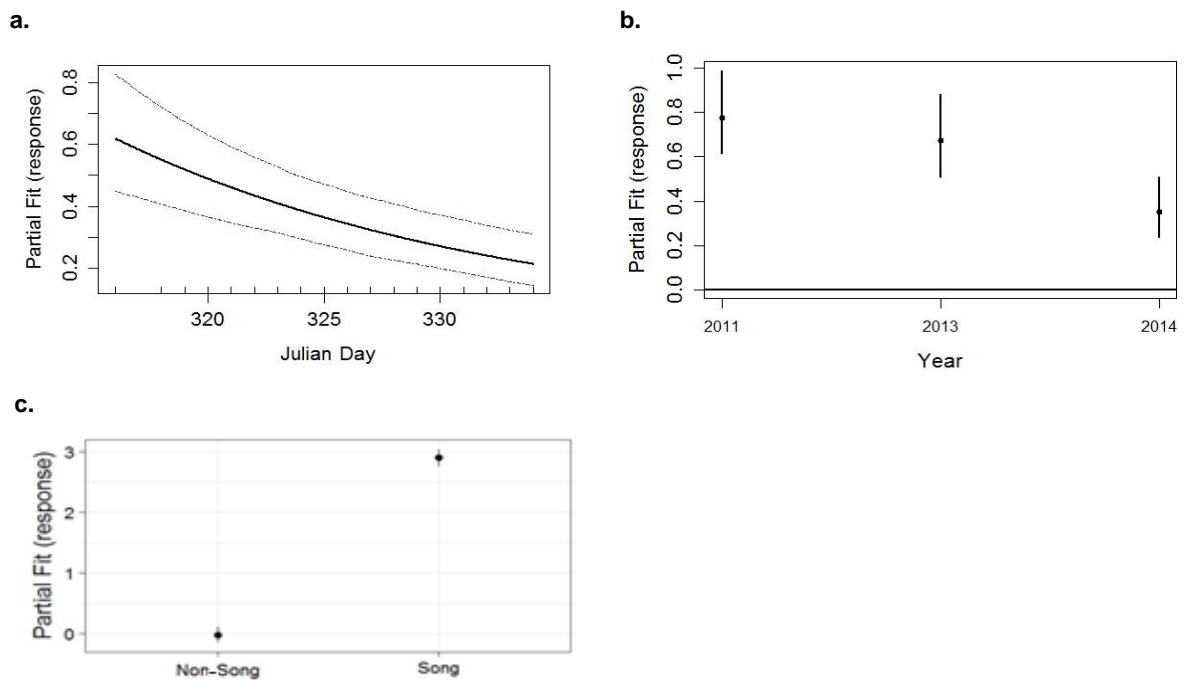 a.
Partial Fit (response)
0.8
0.6
0.4
0.2
320 325 330
Julian Day
b.
Partial Fit (response)
1.0
0.8
0.6
0.4
0.2
0.0
2011 2013 2014
Year
c.
Partial Fit (response)
3
2
1
0
Non-Song Song